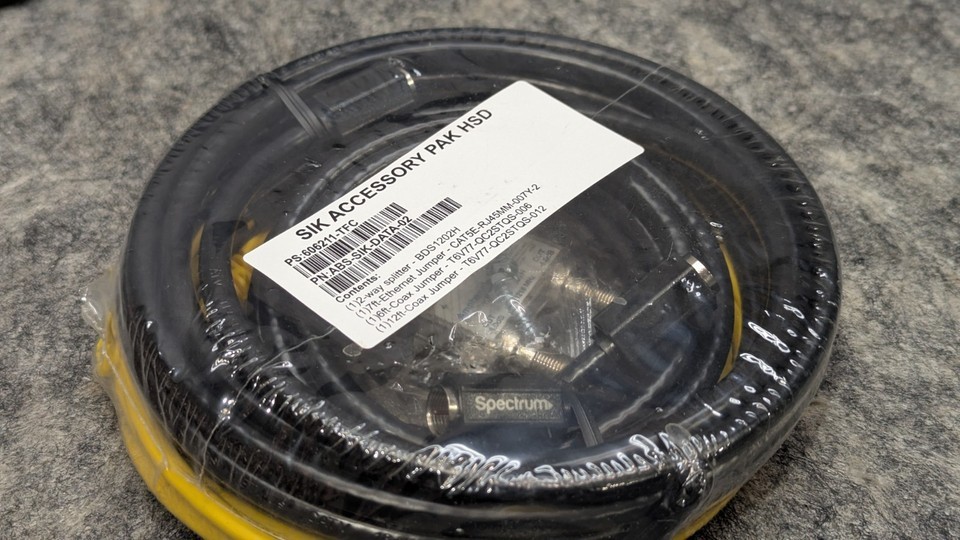 SIK ACCESSORY PAK HSD
PS-606211-TFC
PN:ABS-SIK-DATA-02
Contents:
(1)2-way splitter - BDS1202H
(1)7ft-Ethernet Jumper - CAT5E-RJ45MM-007Y-2
(1)6ft-Coax Jumper - T6V77-QC2STQS-006
(1)12ft-Coax Jumper - T6V77-QC2STQS-012
Spectrum